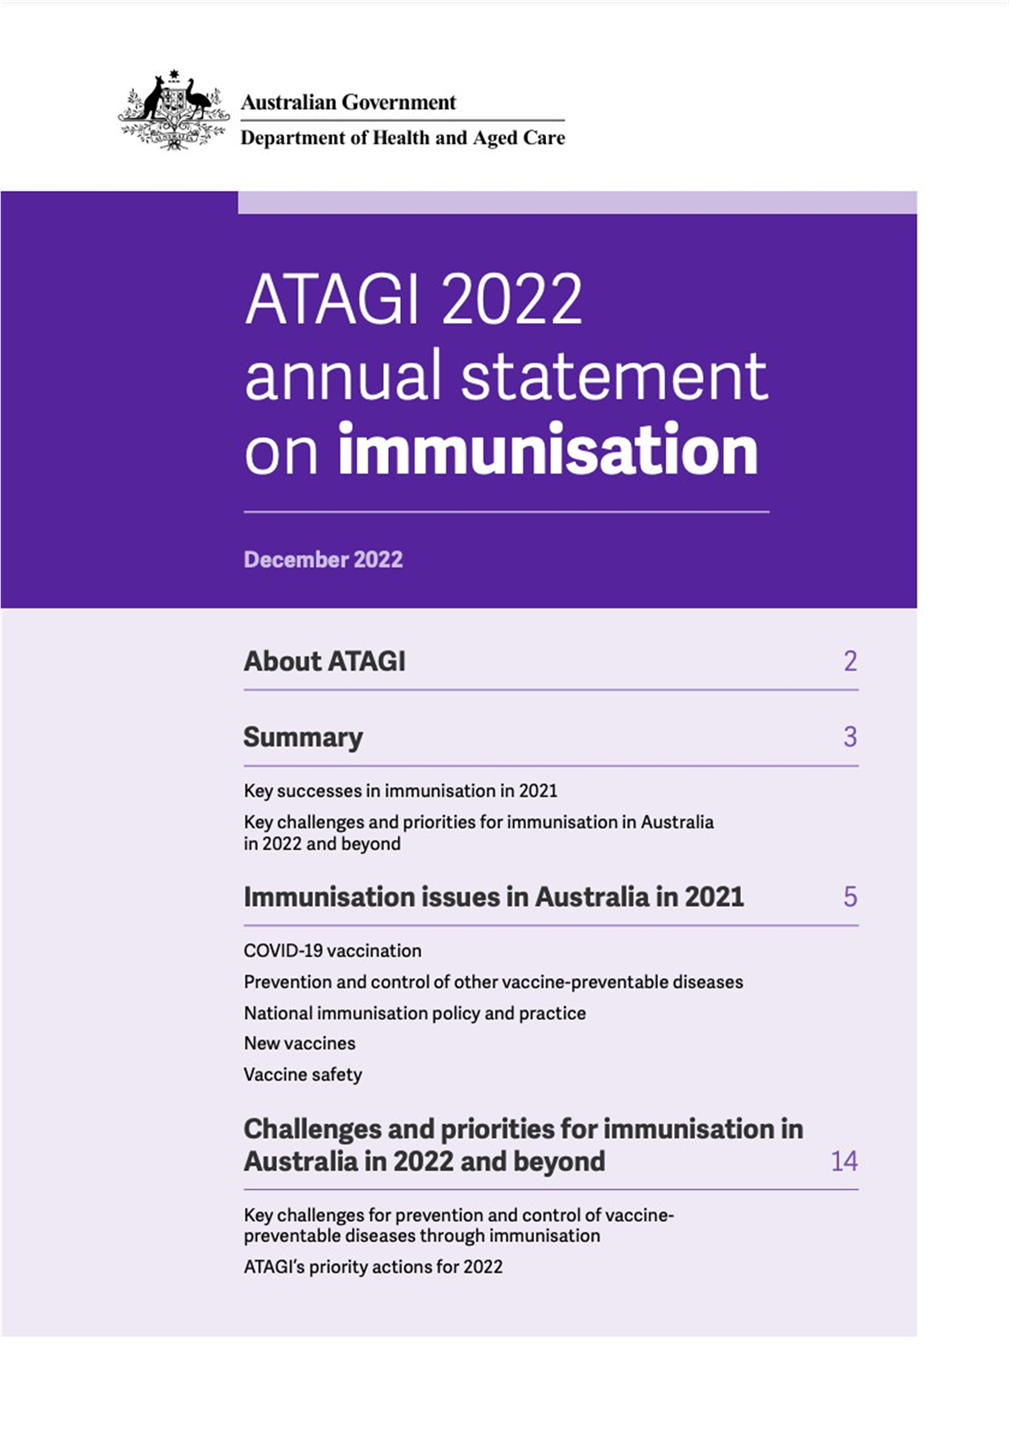 AUSTRALIA
Australian Government
Department of Health and Aged Care
ATAGI 2022
annual statement
on immunisation
December 2022
About ATAGI 2
Summary 3
Key successes in immunisation in 2021
Key challenges and priorities for immunisation in Australia
in 2022 and beyond
Immunisation issues in Australia in 2021 5
COVID-19 vaccination
Prevention and control of other vaccine-preventable diseases
National immunisation policy and practice
New vaccines
Vaccine safety
Challenges and priorities for immunisation in
Australia in 2022 and beyond 14
Key challenges for prevention and control of vaccine-
preventable diseases through immunisation
ATAGI’s priority actions for 2022